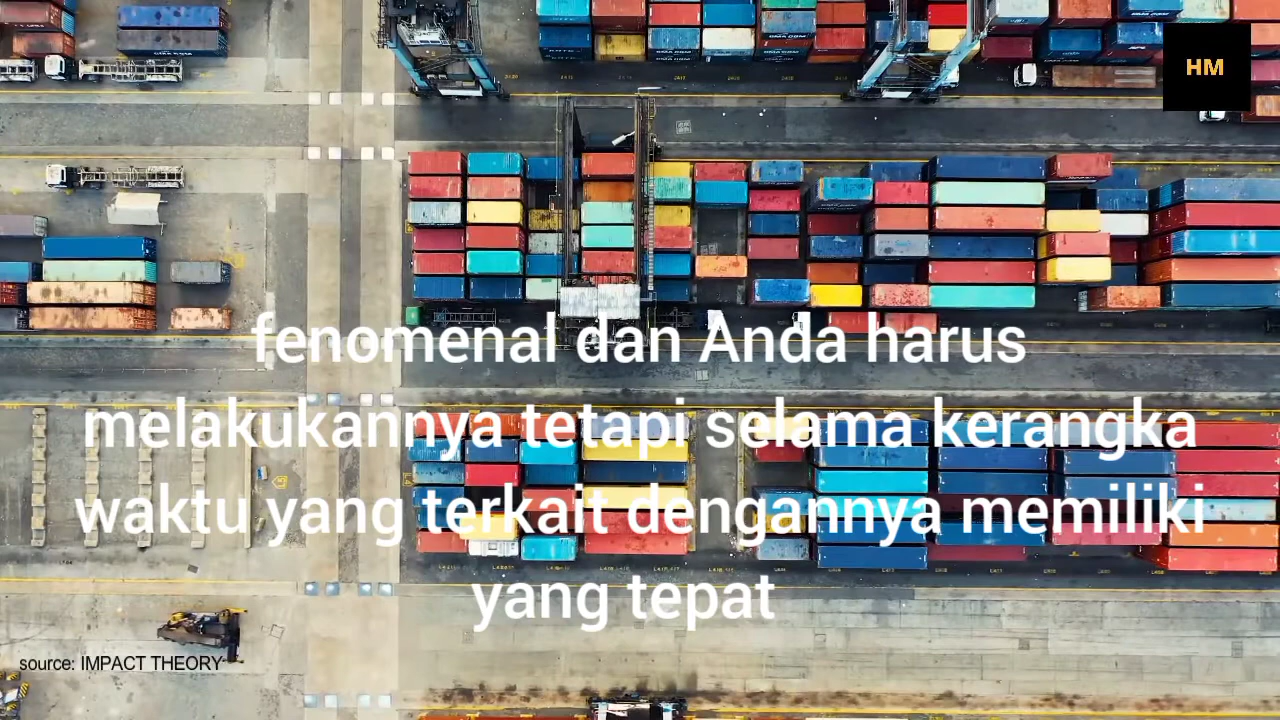 HM
fenomenal dan Anda harus
melakukannya tetapi selama kerangka
waktu yang terkait dengannya memiliki
yang tepat
source: IMPACT THEORY